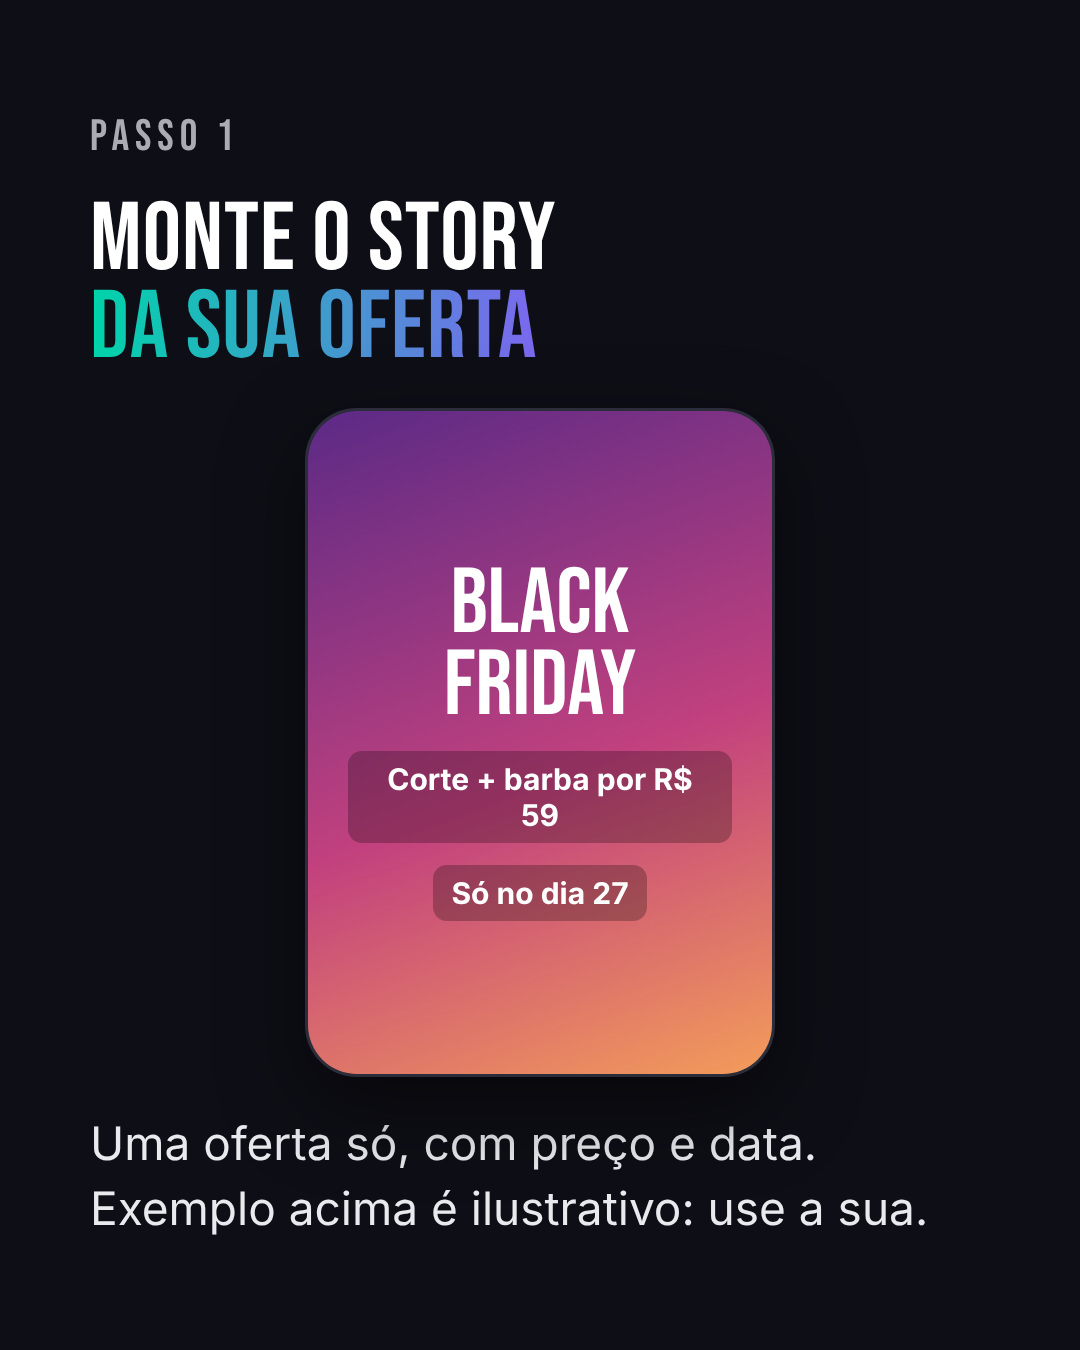 PASSO 1
MONTE O STORY
DA SUA OFERTA
BLACK
FRIDAY
Corte + barba por R$
59
Só no dia 27
Uma oferta só, com preço e data.
Exemplo acima é ilustrativo: use a sua.